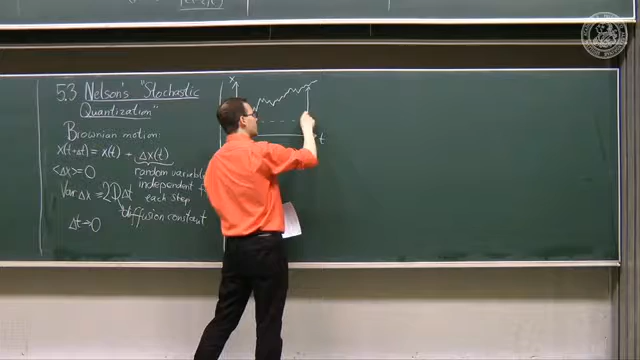 5.3 Nelson's "Stochastic
Quantization"
Brownian motion:
x(t+Δt) = x(t) + Δx(t)
<Δx> = 0
random variable,
independent f
each step
Var Δx = 2DΔt
diffusion constant
Δt→0
x
t